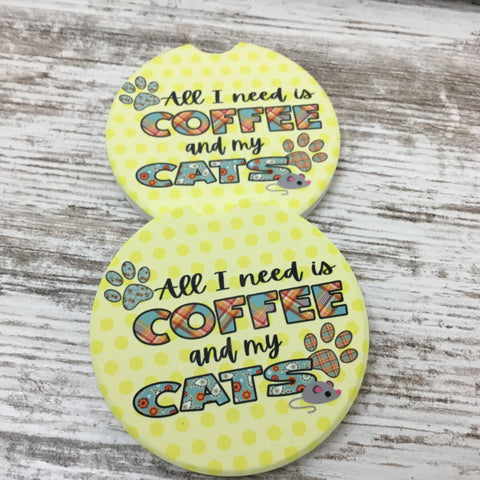 All I need is
COFFEE
and my
CATS
All I need is
COFFEE
and my
CATS